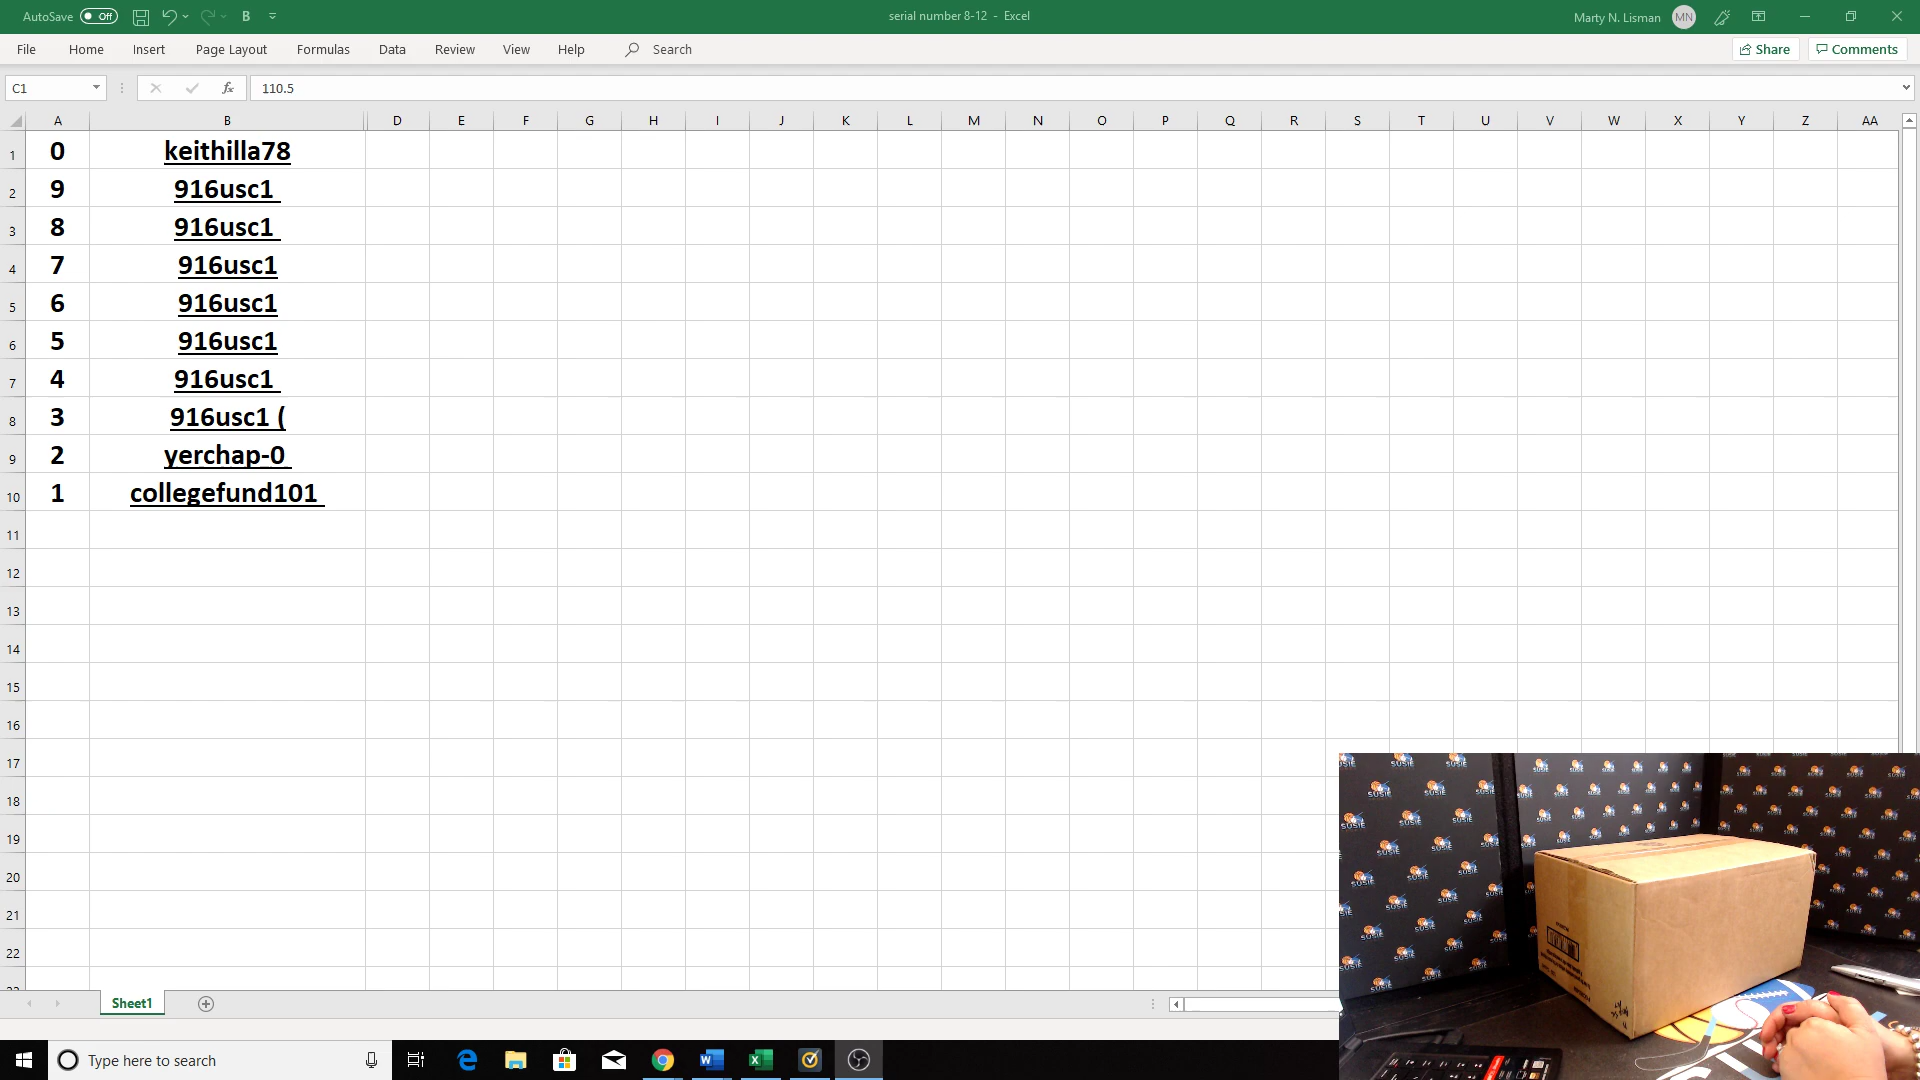 AutoSave Off B serial number 8-12 - Excel Marty N. Lisman MN
File Home Insert Page Layout Formulas Data Review View Help Search Share Comments
C1 fx 110.5
A B D E F G H I J K L M N O P Q R S T U V W X Y Z AA
1 0 keithilla78
2 9 916usc1
3 8 916usc1
4 7 916usc1
5 6 916usc1
6 5 916usc1
7 4 916usc1
8 3 916usc1 (
9 2 yerchap-0
10 1 collegefund101
11
12
13
14
15
16
17
18
19
20
21
22
Sheet1
Type here to search
SUSIE